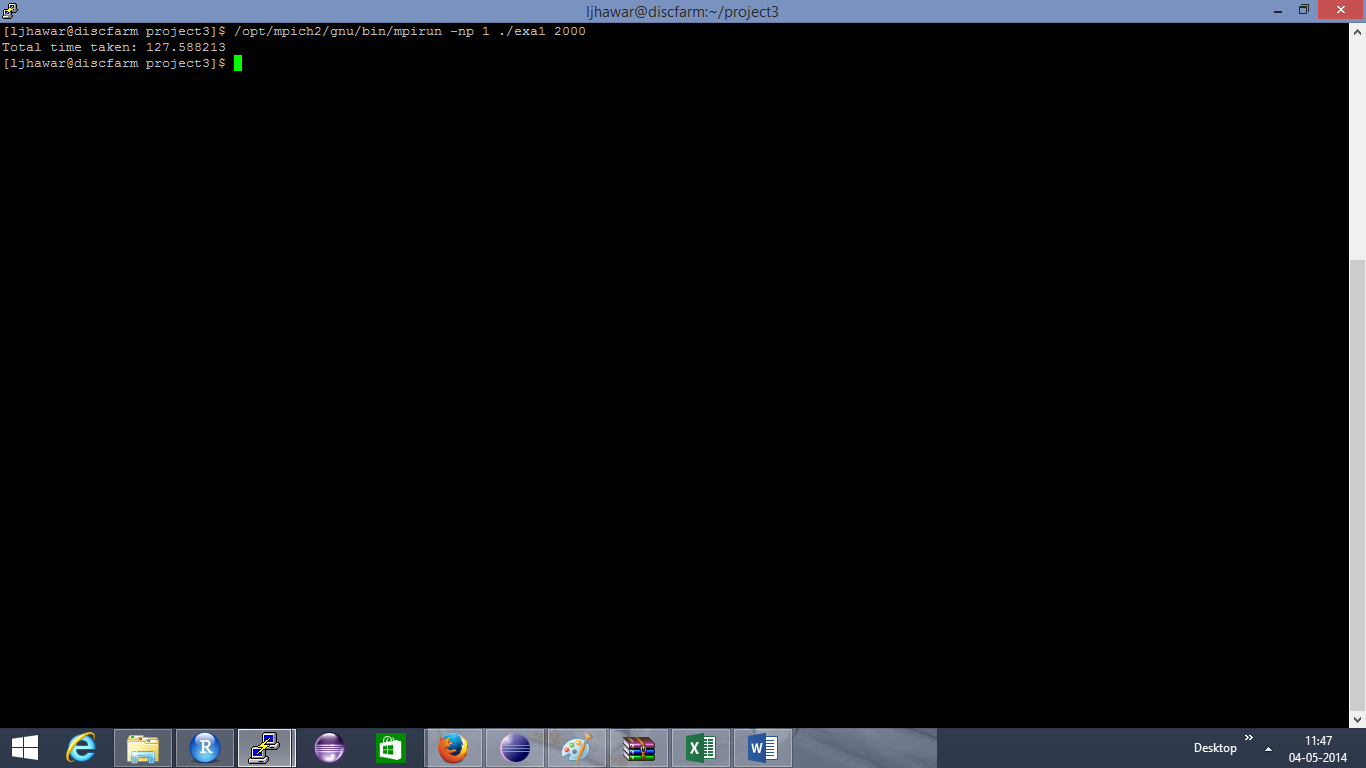 ljhawar@discfarm:~/project3
[ljhawar@discfarm project3]$ /opt/mpich2/gnu/bin/mpirun -np 1 ./exa1 2000
Total time taken: 127.588213
[ljhawar@discfarm project3]$
Desktop
11:47
04-05-2014